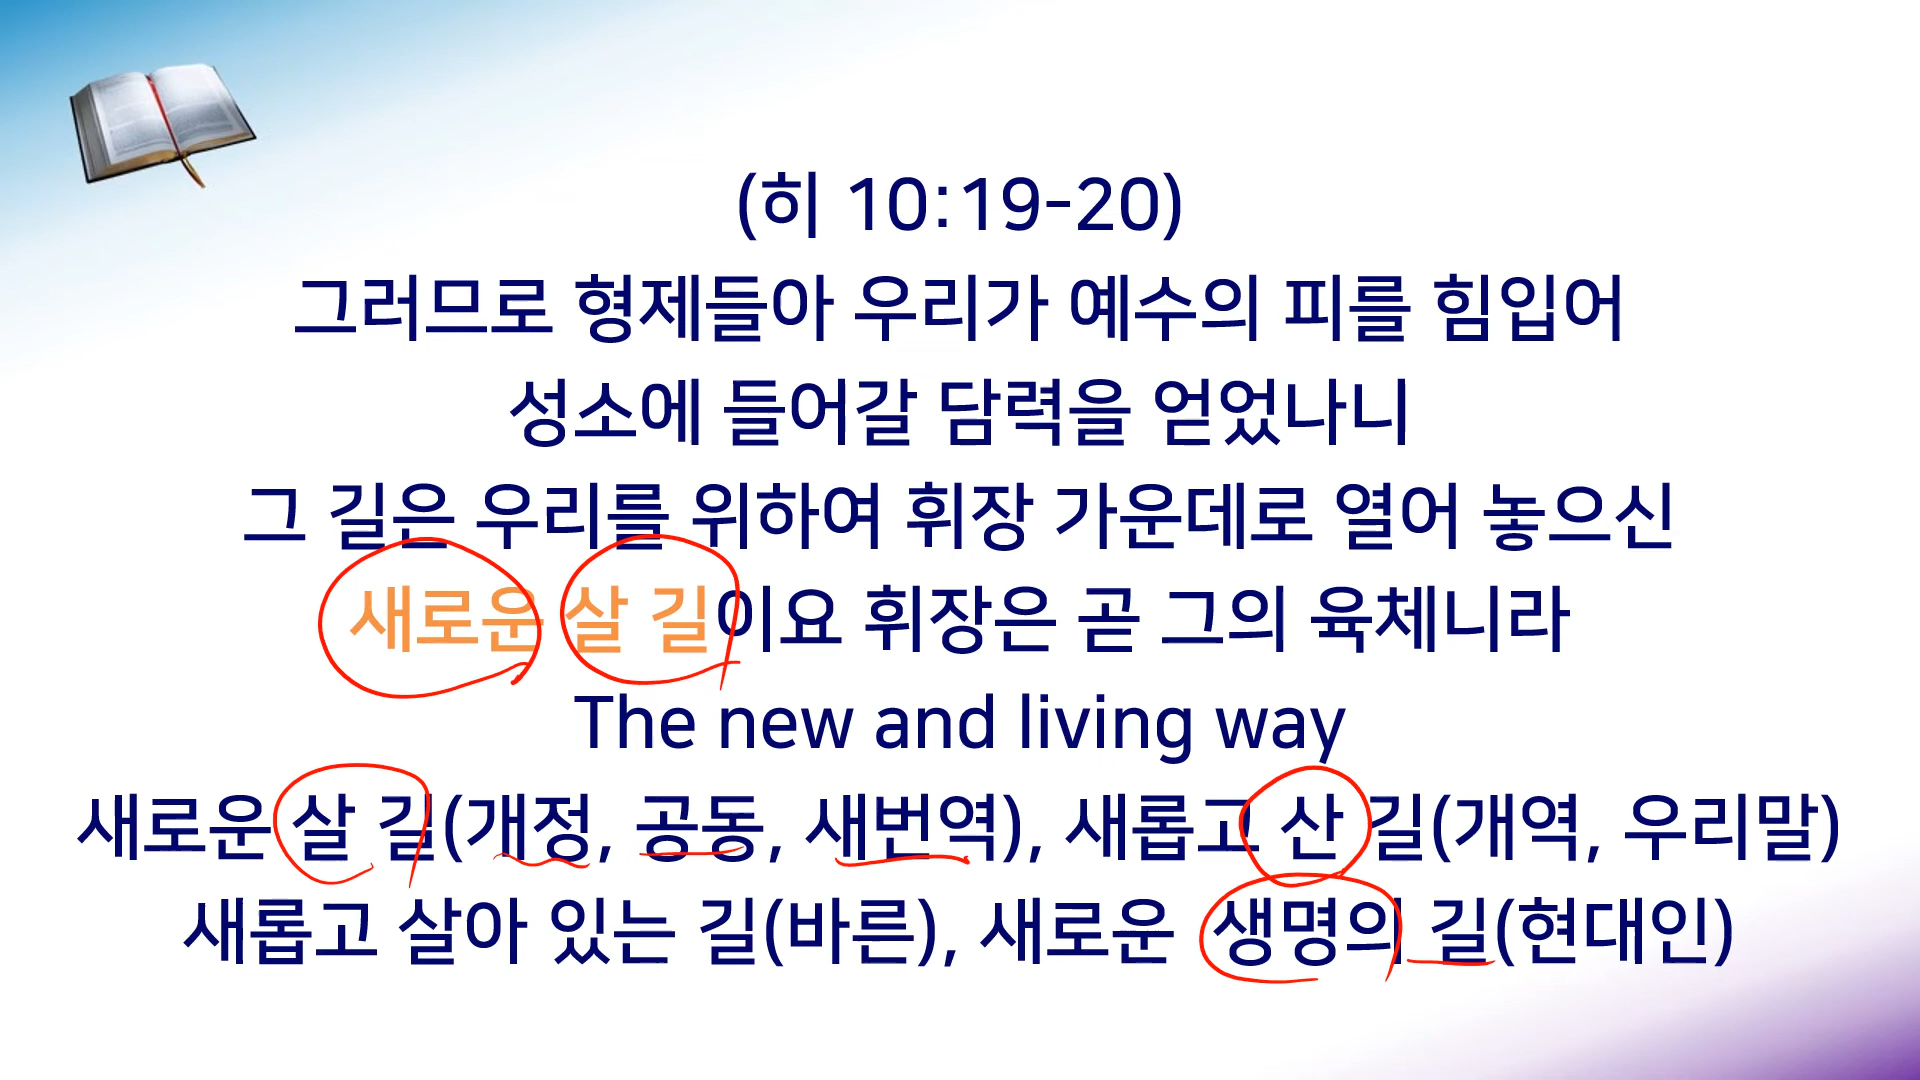 (히 10:19-20)
그러므로 형제들아 우리가 예수의 피를 힘입어
성소에 들어갈 담력을 얻었나니
그 길은 우리를 위하여 휘장 가운데로 열어 놓으신
새로운 살 길이요 휘장은 곧 그의 육체니라
The new and living way
새로운 살 길(개정, 공동, 새번역), 새롭고 산 길(개역, 우리말)
새롭고 살아 있는 길(바른), 새로운 생명의 길(현대인)